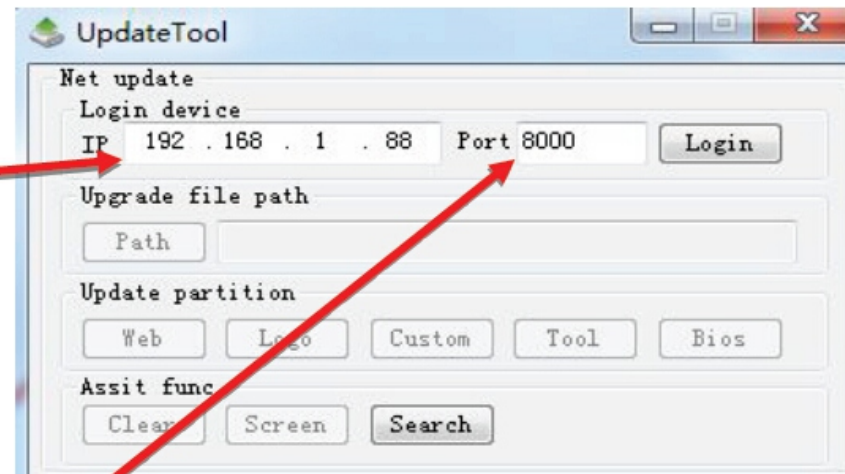 UpdateTool
Net update
Login device
IP 192 . 168 . 1 . 88 Port 8000 Login
Upgrade file path
Path
Update partition
Web Logo Custom Tool Bios
Assit func
Clear Screen Search